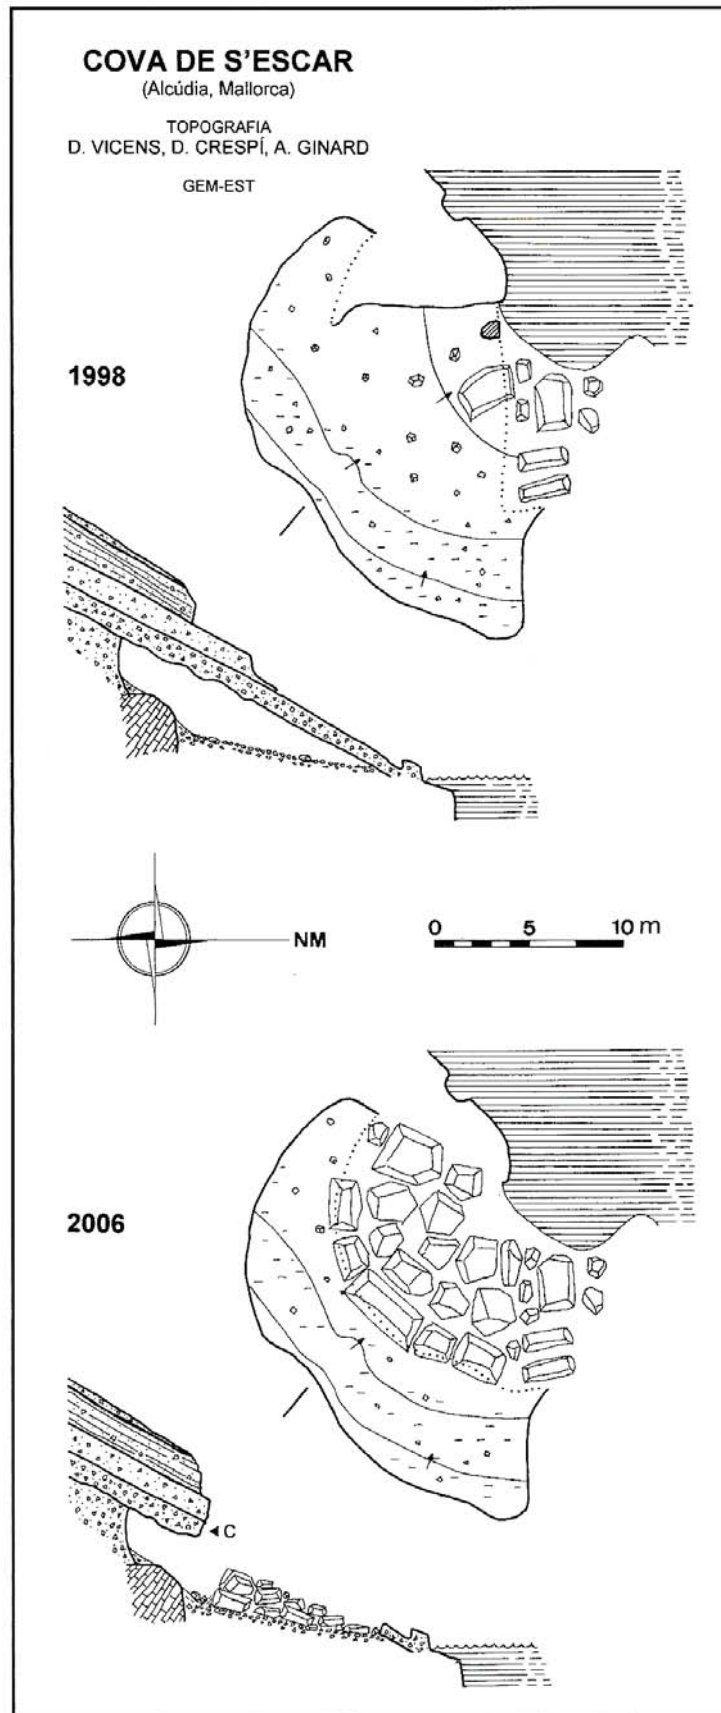 COVA DE S'ESCAR
(Alcúdia, Mallorca)
TOPOGRAFIA
D. VICENS, D. CRESPÍ, A. GINARD
GEM-EST
1998
NM
0 5 10 m
2006
C